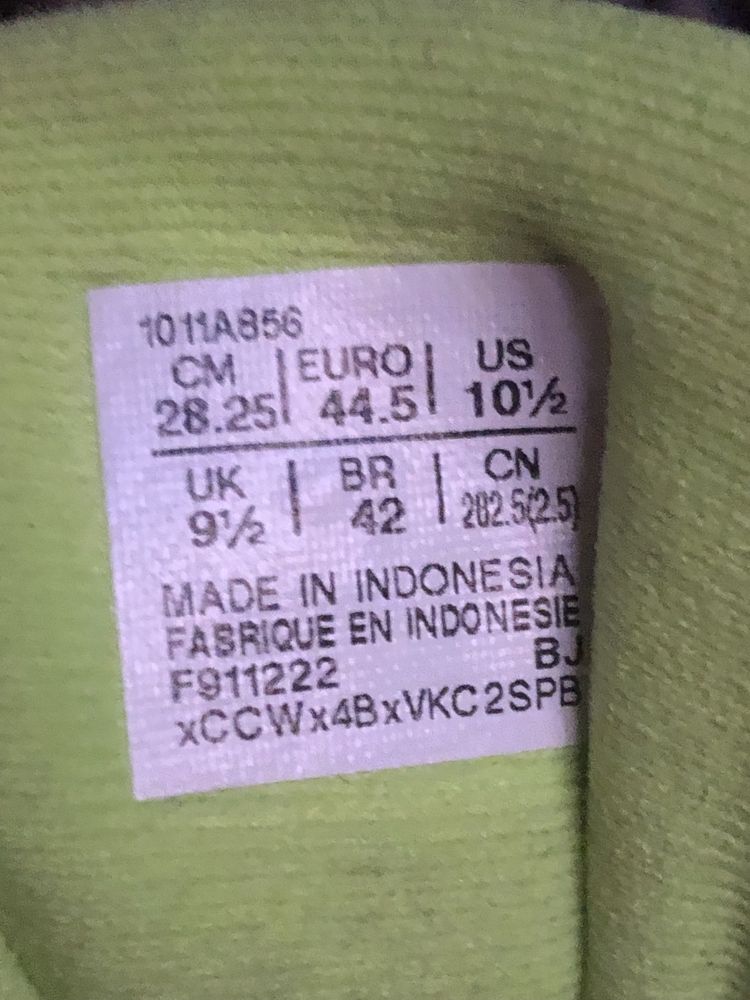 1011A856
CM | EURO | US
28.25 | 44.5 | 10½
UK | BR | CN
9½ | 42 | 282.5(2.5)
MADE IN INDONESIA
FABRIQUE EN INDONESIE
F911222 BJ
xCCWx4BxVKC2SPB